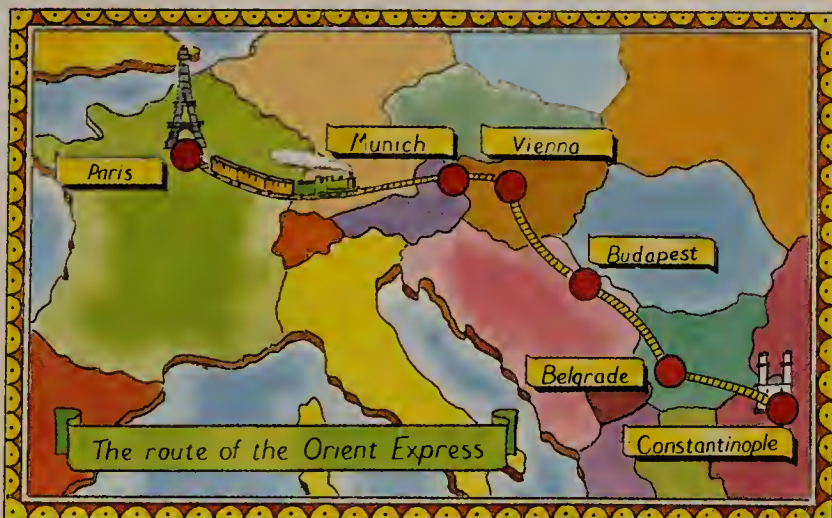 Paris
Munich
Vienna
Budapest
Belgrade
Constantinople
The route of the Orient Express